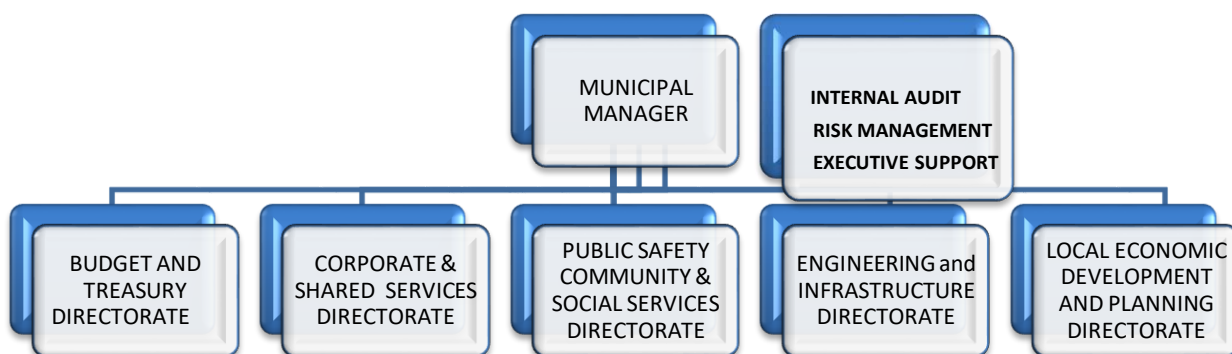 MUNICIPAL
MANAGER
INTERNAL AUDIT
RISK MANAGEMENT
EXECUTIVE SUPPORT
BUDGET AND
TREASURY
DIRECTORATE
CORPORATE &
SHARED SERVICES
DIRECTORATE
PUBLIC SAFETY
COMMUNITY &
SOCIAL SERVICES
DIRECTORATE
ENGINEERING and
INFRASTRUCTURE
DIRECTORATE
LOCAL ECONOMIC
DEVELOPMENT
AND PLANNING
DIRECTORATE